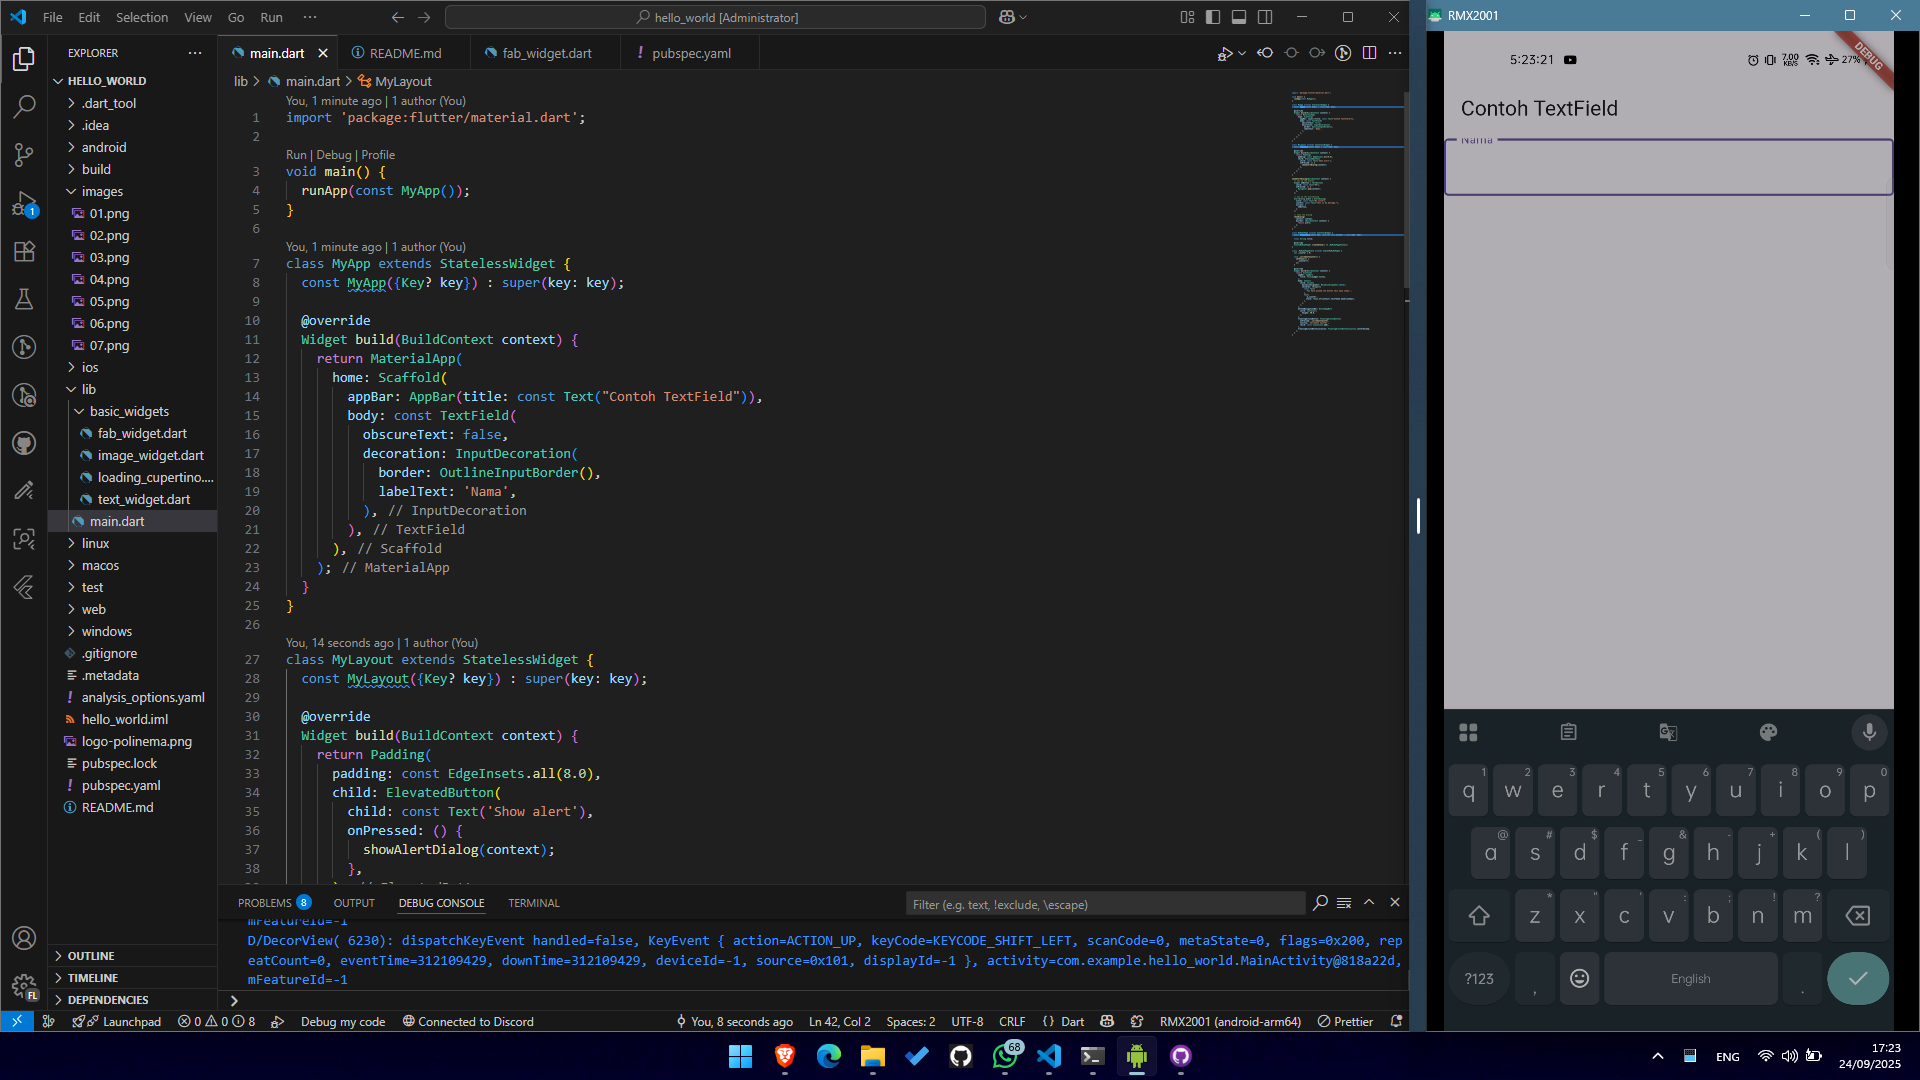 File Edit Selection View Go Run ··· hello_world [Administrator]
RMX2001
EXPLORER
HELLO_WORLD
.dart_tool
.idea
android
build
images
01.png
02.png
03.png
04.png
05.png
06.png
07.png
ios
lib
basic_widgets
fab_widget.dart
image_widget.dart
loading_cupertino....
text_widget.dart
main.dart
linux
macos
test
web
windows
.gitignore
.metadata
analysis_options.yaml
hello_world.iml
logo-polinema.png
pubspec.lock
pubspec.yaml
README.md
OUTLINE
TIMELINE
DEPENDENCIES
1
FL
main.dart README.md fab_widget.dart pubspec.yaml
lib > main.dart > MyLayout
You, 1 minute ago | 1 author (You)
1 import 'package:flutter/material.dart';
2
Run | Debug | Profile
3 void main() {
4 runApp(const MyApp());
5 }
6
You, 1 minute ago | 1 author (You)
7 class MyApp extends StatelessWidget {
8 const MyApp({Key? key}) : super(key: key);
9
10 @override
11 Widget build(BuildContext context) {
12 return MaterialApp(
13 home: Scaffold(
14 appBar: AppBar(title: const Text("Contoh TextField")),
15 body: const TextField(
16 obscureText: false,
17 decoration: InputDecoration(
18 border: OutlineInputBorder(),
19 labelText: 'Nama',
20 ), // InputDecoration
21 ), // TextField
22 ), // Scaffold
23 ); // MaterialApp
24 }
25 }
26
You, 14 seconds ago | 1 author (You)
27 class MyLayout extends StatelessWidget {
28 const MyLayout({Key? key}) : super(key: key);
29
30 @override
31 Widget build(BuildContext context) {
32 return Padding(
33 padding: const EdgeInsets.all(8.0),
34 child: ElevatedButton(
35 child: const Text('Show alert'),
36 onPressed: () {
37 showAlertDialog(context);
38 },
PROBLEMS 8 OUTPUT DEBUG CONSOLE TERMINAL Filter (e.g. text, !exclude, \escape)
mFeatureId=-1
D/DecorView( 6230): dispatchKeyEvent handled=false, KeyEvent { action=ACTION_UP, keyCode=KEYCODE_SHIFT_LEFT, scanCode=0, metaState=0, flags=0x200, rep
eatCount=0, eventTime=312109429, downTime=312109429, deviceId=-1, source=0x101, displayId=-1 }, activity=com.example.hello_world.MainActivity@818a22d,
mFeatureId=-1
Launchpad 0 0 8 Debug my code Connected to Discord You, 8 seconds ago Ln 42, Col 2 Spaces: 2 UTF-8 CRLF {} Dart RMX2001 (android-arm64) Prettier
5:23:21 7.00 KB/S 27%
DEBUG
Contoh TextField
Nama
1 2 3 4 5 6 7 8 9 0
q w e r t y u i o p
@ # $ _ & - + ( )
a s d f g h j k l
* " ' : ; ! ?
z x c v b n m
?123 , English .
68
ENG
17:23
24/09/2025